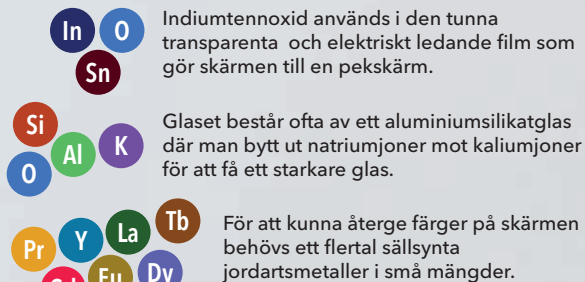 In O
Sn
Indiumtennoxid används i den tunna
transparenta och elektriskt ledande film som
gör skärmen till en pekskärm.
Si
O Al K
Glaset består ofta av ett aluminiumsilikatglas
där man bytt ut natriumjoner mot kaliumjoner
för att få ett starkare glas.
Pr Y La Tb
Eu Dy
För att kunna återge färger på skärmen
behövs ett flertal sällsynta
jordartsmetaller i små mängder.